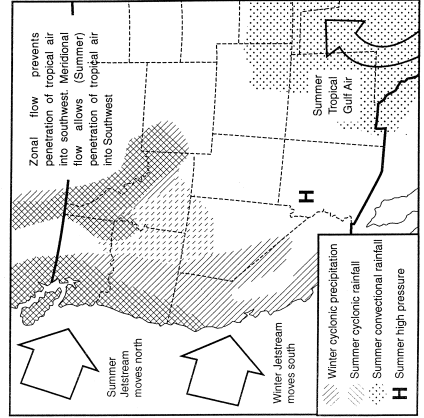 Zonal flow prevents
penetration of tropical air
into southwest. Meridional
flow allows (Summer)
penetration of tropical air
into Southwest
Summer
Tropical
Gulf Air
Summer
Jetstream
moves north
Winter Jetstream
moves south
H
Winter cyclonic precipitation
Summer cyclonic rainfall
Summer convectional rainfall
H Summer high pressure